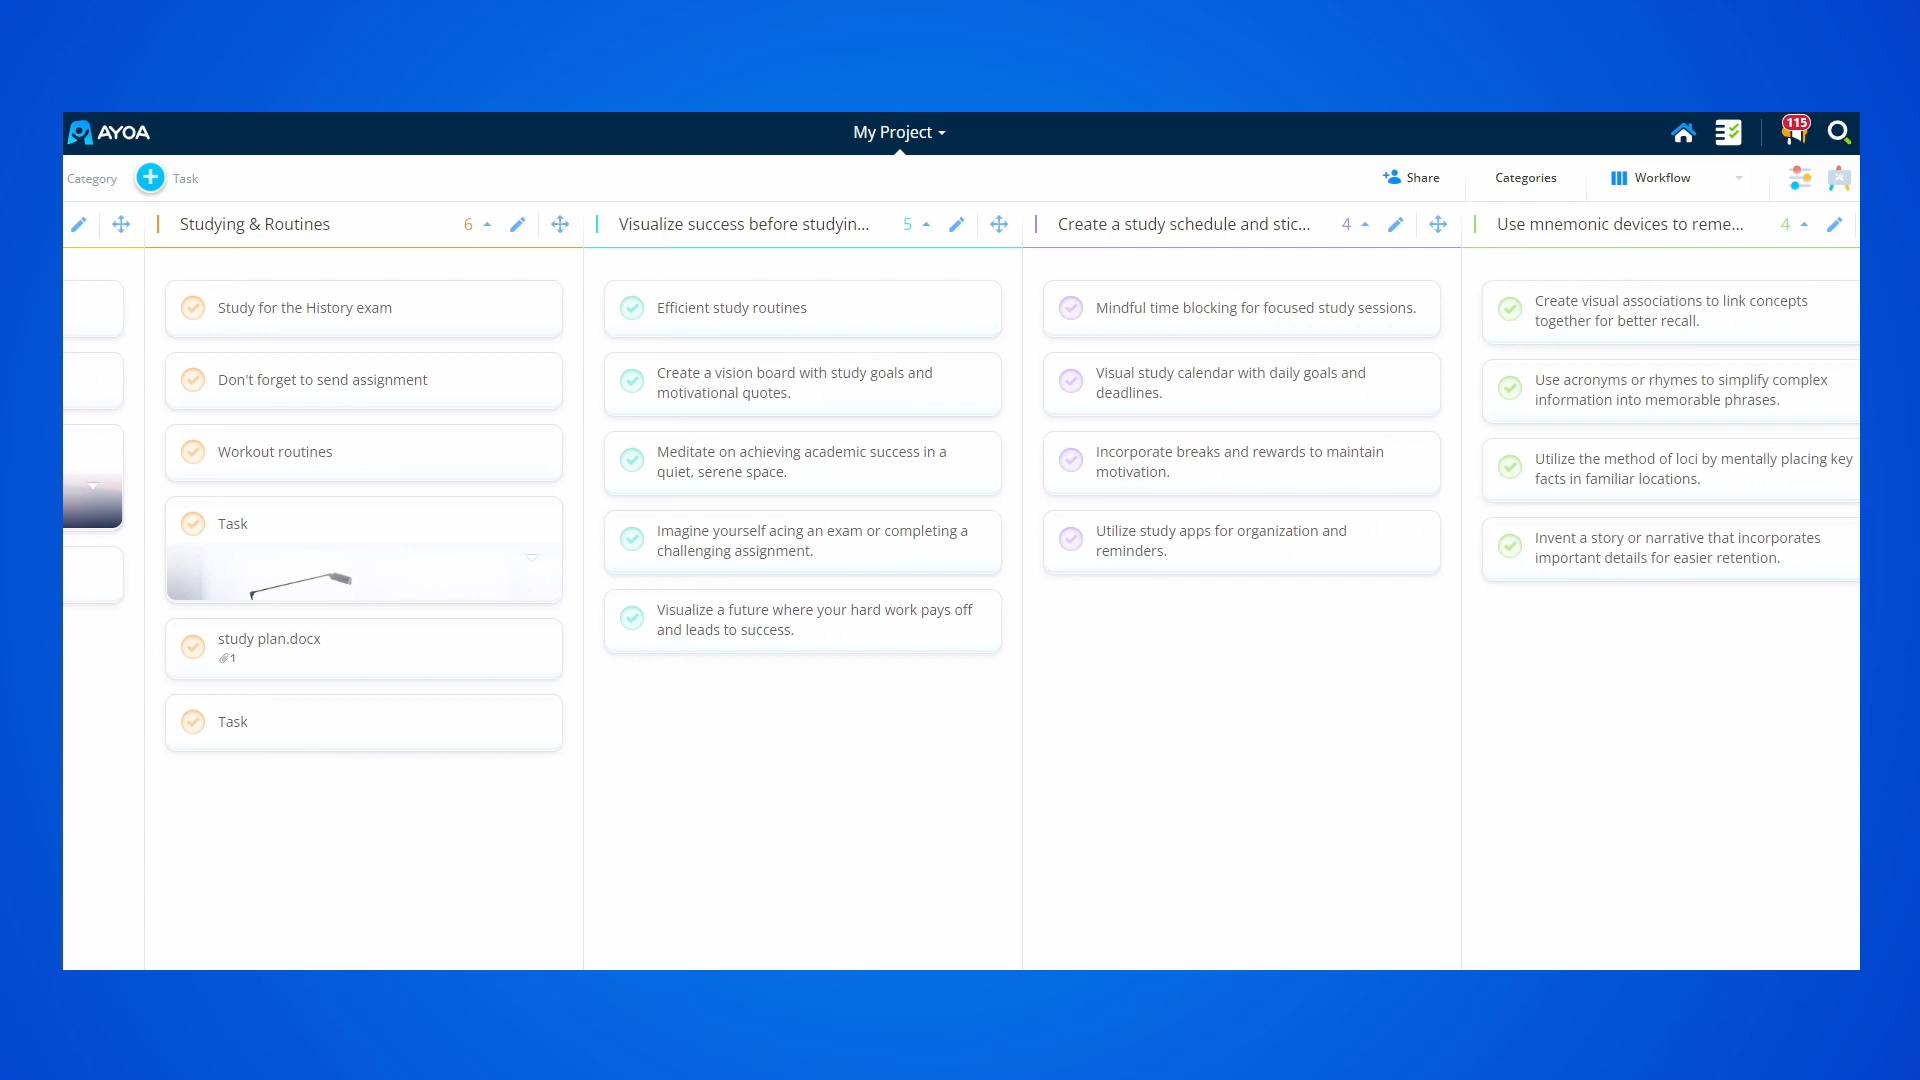 AYOA
My Project
115
Category
Task
Share
Categories
Workflow
Studying & Routines
6
Visualize success before studyin...
5
Create a study schedule and stic...
4
Use mnemonic devices to reme...
4
Study for the History exam
Don't forget to send assignment
Workout routines
Task
study plan.docx
1
Task
Efficient study routines
Create a vision board with study goals and
motivational quotes.
Meditate on achieving academic success in a
quiet, serene space.
Imagine yourself acing an exam or completing a
challenging assignment.
Visualize a future where your hard work pays off
and leads to success.
Mindful time blocking for focused study sessions.
Visual study calendar with daily goals and
deadlines.
Incorporate breaks and rewards to maintain
motivation.
Utilize study apps for organization and
reminders.
Create visual associations to link concepts
together for better recall.
Use acronyms or rhymes to simplify complex
information into memorable phrases.
Utilize the method of loci by mentally placing key
facts in familiar locations.
Invent a story or narrative that incorporates
important details for easier retention.